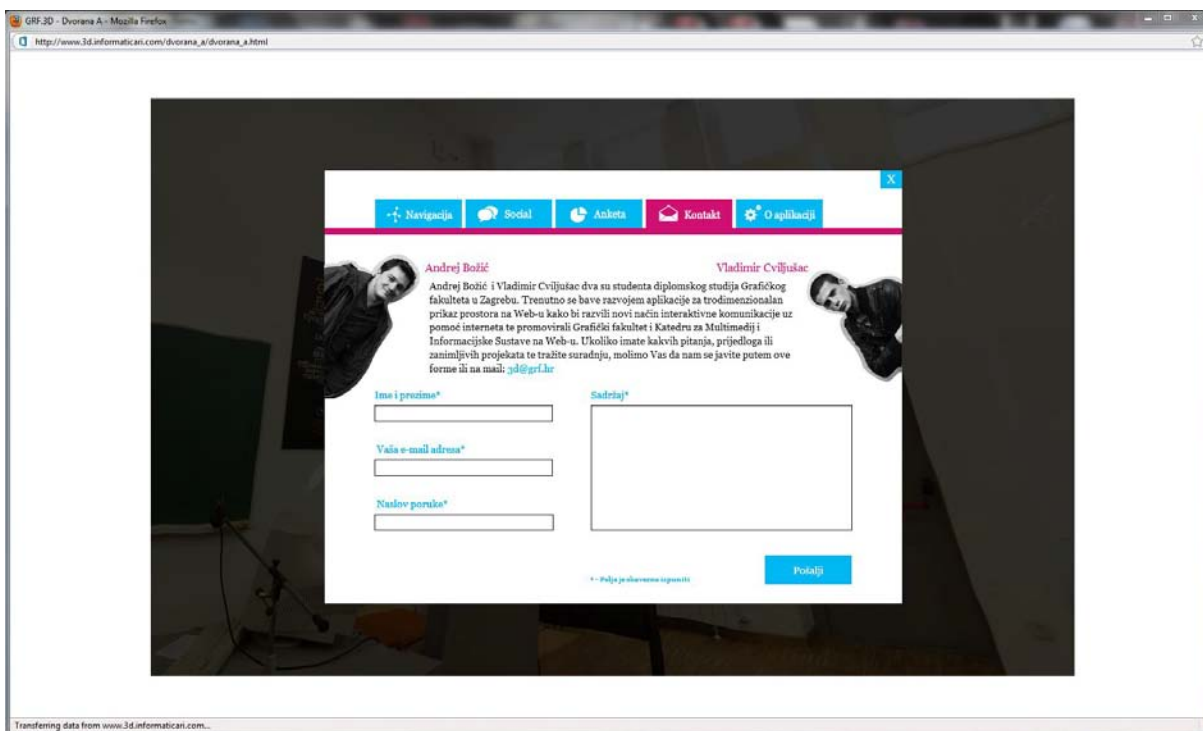 GRF.3D - Dvorana A - Mozilla Firefox
http://www.3d.informaticari.com/dvorana_a/dvorana_a.html
X
Navigacija Social Anketa Kontakt O aplikaciji
Andrej Božić Vladimir Cviljušac
Andrej Božić i Vladimir Cviljušac dva su studenta diplomskog studija Grafičkog
fakulteta u Zagrebu. Trenutno se bave razvojem aplikacije za trodimenzionalan
prikaz prostora na Web-u kako bi razvili novi način interaktivne komunikacije uz
pomoć interneta te promovirali Grafički fakultet i Katedru za Multimedij i
Informacijske Sustave na Web-u. Ukoliko imate kakvih pitanja, prijedloga ili
zanimljivih projekata te tražite suradnju, molimo Vas da nam se javite putem ove
forme ili na mail: 3d@grf.hr
Ime i prezime* Sadržaj*
Vaša e-mail adresa*
Naslov poruke*
* - Polja je obavezno ispuniti
Pošalji
Transferring data from www.3d.informaticari.com...